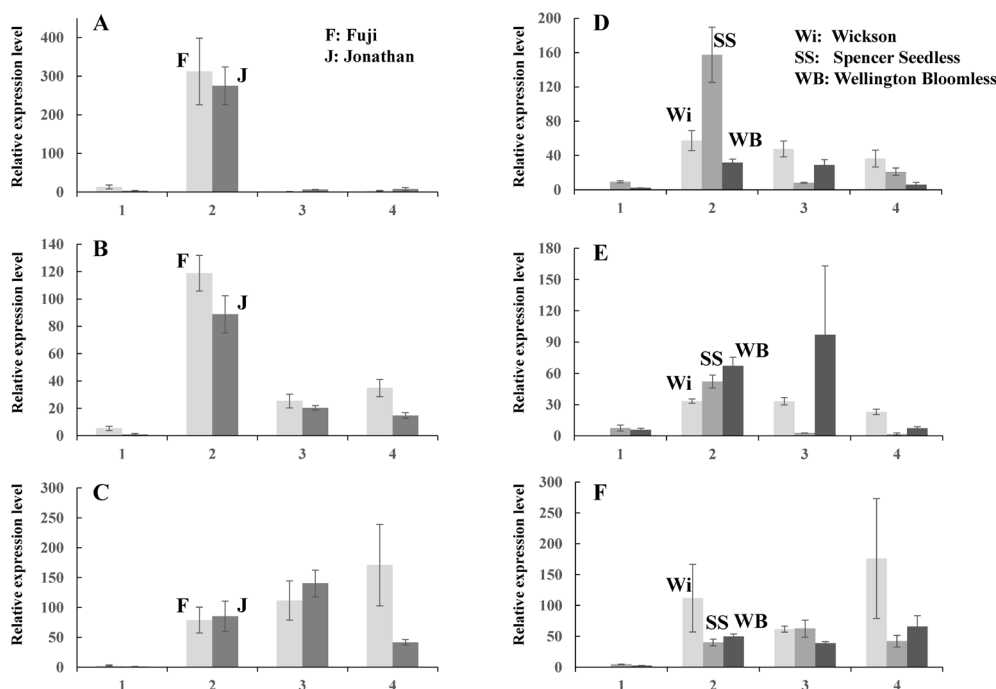 A
F: Fuji
J: Jonathan
Relative expression level
400
300
200
100
0
F
J
1 2 3 4
D
Wi: Wickson
SS: Spencer Seedless
WB: Wellington Bloomless
Relative expression level
200
160
120
80
40
0
Wi
SS
WB
1 2 3 4
B
Relative expression level
140
120
100
80
60
40
20
0
F
J
1 2 3 4
E
Relative expression level
180
150
120
90
60
30
0
Wi
SS
WB
1 2 3 4
C
Relative expression level
300
250
200
150
100
50
0
F
J
1 2 3 4
F
Relative expression level
300
250
200
150
100
50
0
Wi
SS
WB
1 2 3 4